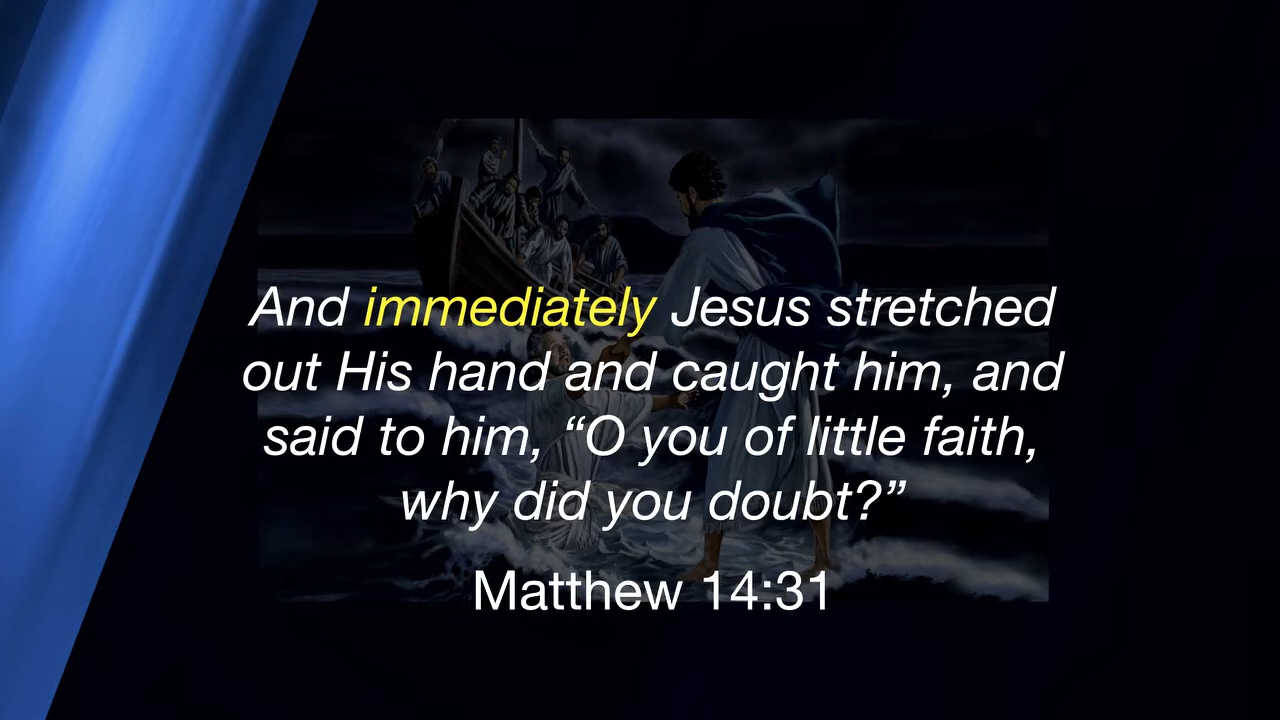 And immediately Jesus stretched
out His hand and caught him, and
said to him, “O you of little faith,
why did you doubt?”
Matthew 14:31